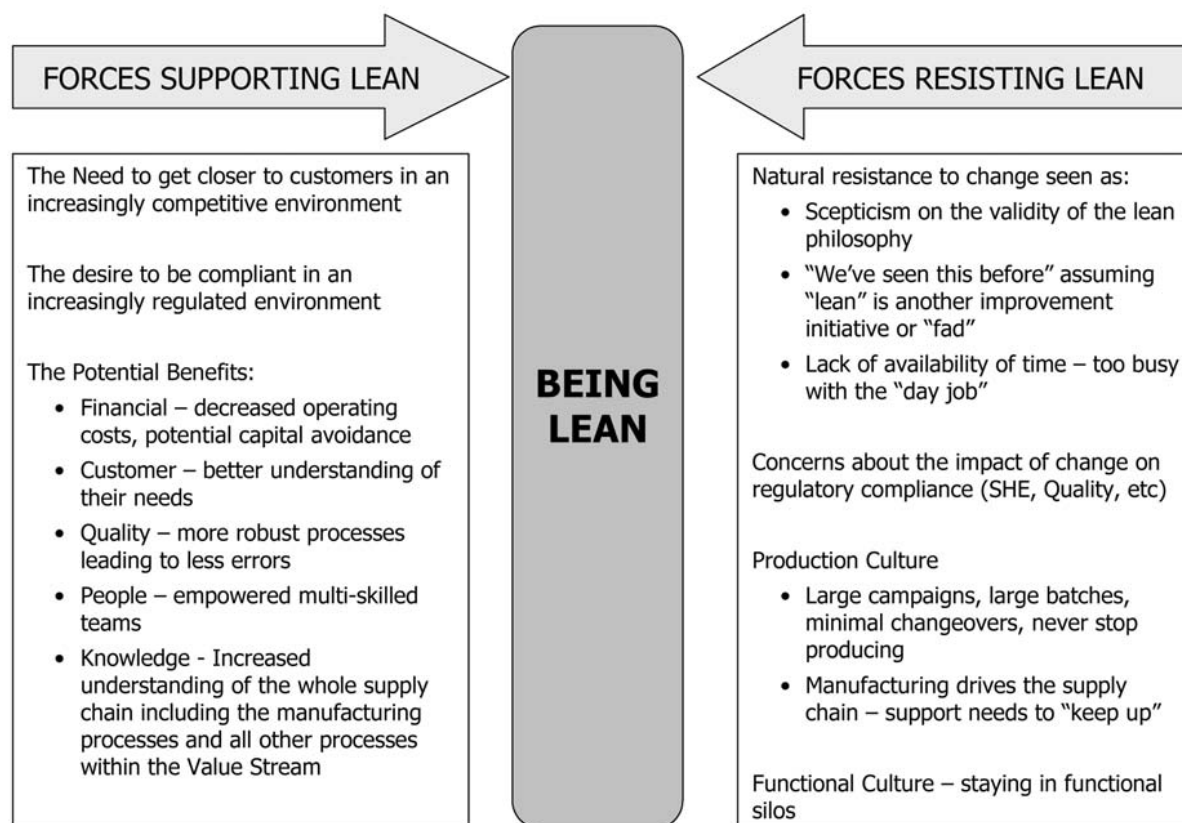 FORCES SUPPORTING LEAN
The Need to get closer to customers in an
increasingly competitive environment
The desire to be compliant in an
increasingly regulated environment
The Potential Benefits:
• Financial – decreased operating
costs, potential capital avoidance
• Customer – better understanding of
their needs
• Quality – more robust processes
leading to less errors
• People – empowered multi-skilled
teams
• Knowledge - Increased
understanding of the whole supply
chain including the manufacturing
processes and all other processes
within the Value Stream
BEING
LEAN
FORCES RESISTING LEAN
Natural resistance to change seen as:
• Scepticism on the validity of the lean
philosophy
• “We’ve seen this before” assuming
“lean” is another improvement
initiative or “fad”
• Lack of availability of time – too busy
with the “day job”
Concerns about the impact of change on
regulatory compliance (SHE, Quality, etc)
Production Culture
• Large campaigns, large batches,
minimal changeovers, never stop
producing
• Manufacturing drives the supply
chain – support needs to “keep up”
Functional Culture – staying in functional
silos